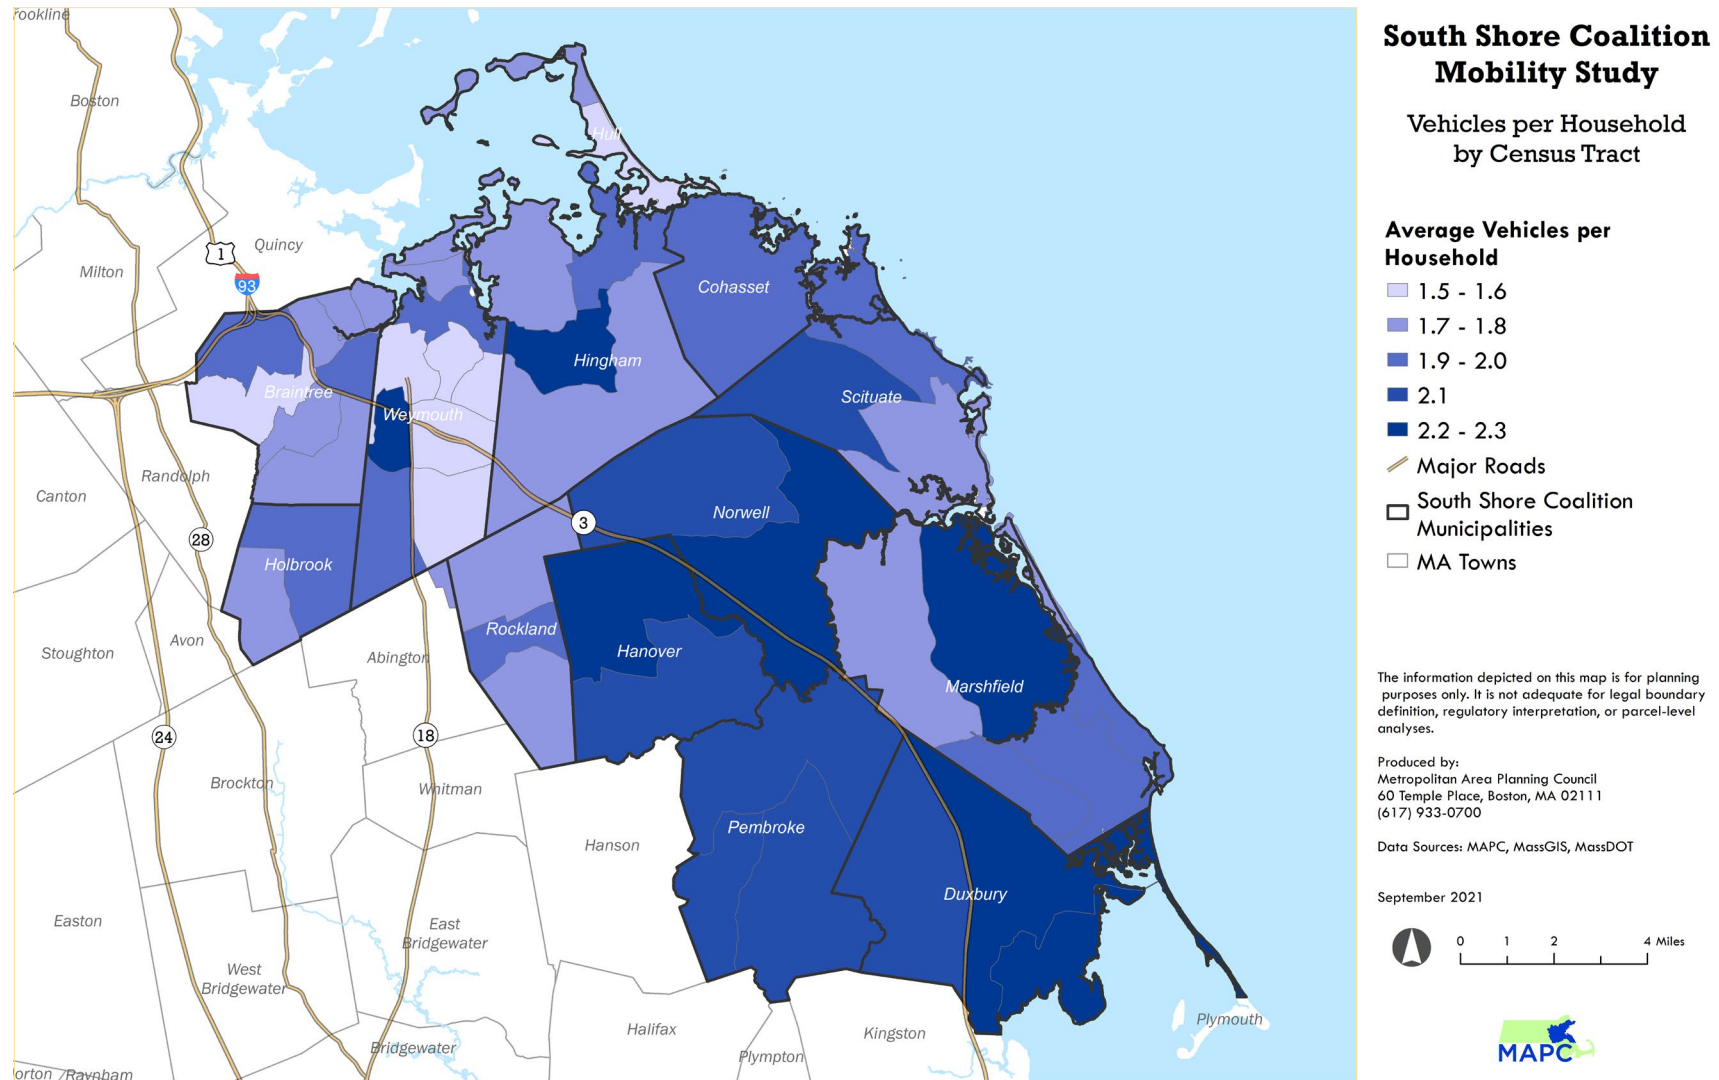 South Shore Coalition
Mobility Study
Vehicles per Household
by Census Tract
Average Vehicles per
Household
1.5 - 1.6
1.7 - 1.8
1.9 - 2.0
2.1
2.2 - 2.3
Major Roads
South Shore Coalition
Municipalities
MA Towns
The information depicted on this map is for planning
purposes only. It is not adequate for legal boundary
definition, regulatory interpretation, or parcel-level
analyses.
Produced by:
Metropolitan Area Planning Council
60 Temple Place, Boston, MA 02111
(617) 933-0700
Data Sources: MAPC, MassGIS, MassDOT
September 2021
0 1 2 4 Miles
MAPC
rookline
Boston
Hull
Quincy
1
Milton
93
Cohasset
Hingham
Braintree
Scituate
Weymouth
Randolph
Canton
Norwell
3
28
Holbrook
Rockland
Avon
Stoughton
Abington
Hanover
Marshfield
24
18
Brockton
Whitman
Pembroke
Hanson
Duxbury
Easton
East
Bridgewater
West
Bridgewater
Plymouth
Halifax
Kingston
Bridgewater
Plympton
orton
Raynham